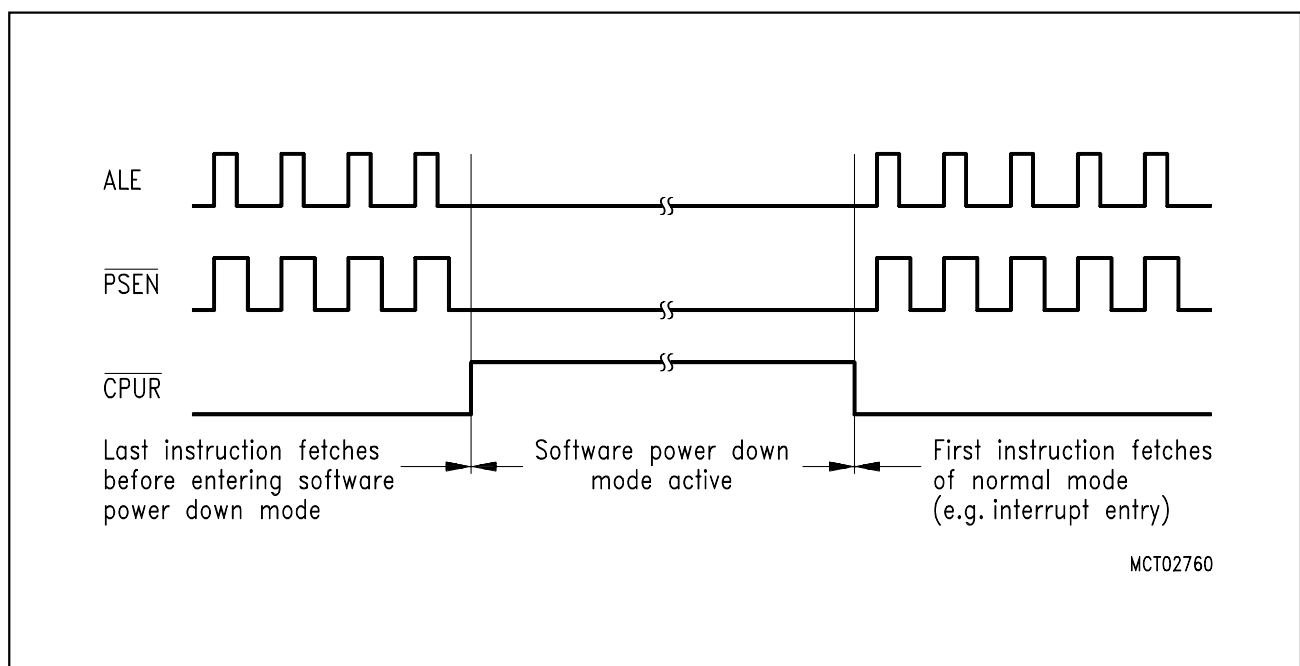 ALE
PSEN
CPUR
Last instruction fetches
before entering software
power down mode
Software power down
mode active
First instruction fetches
of normal mode
(e.g. interrupt entry)
MCT02760